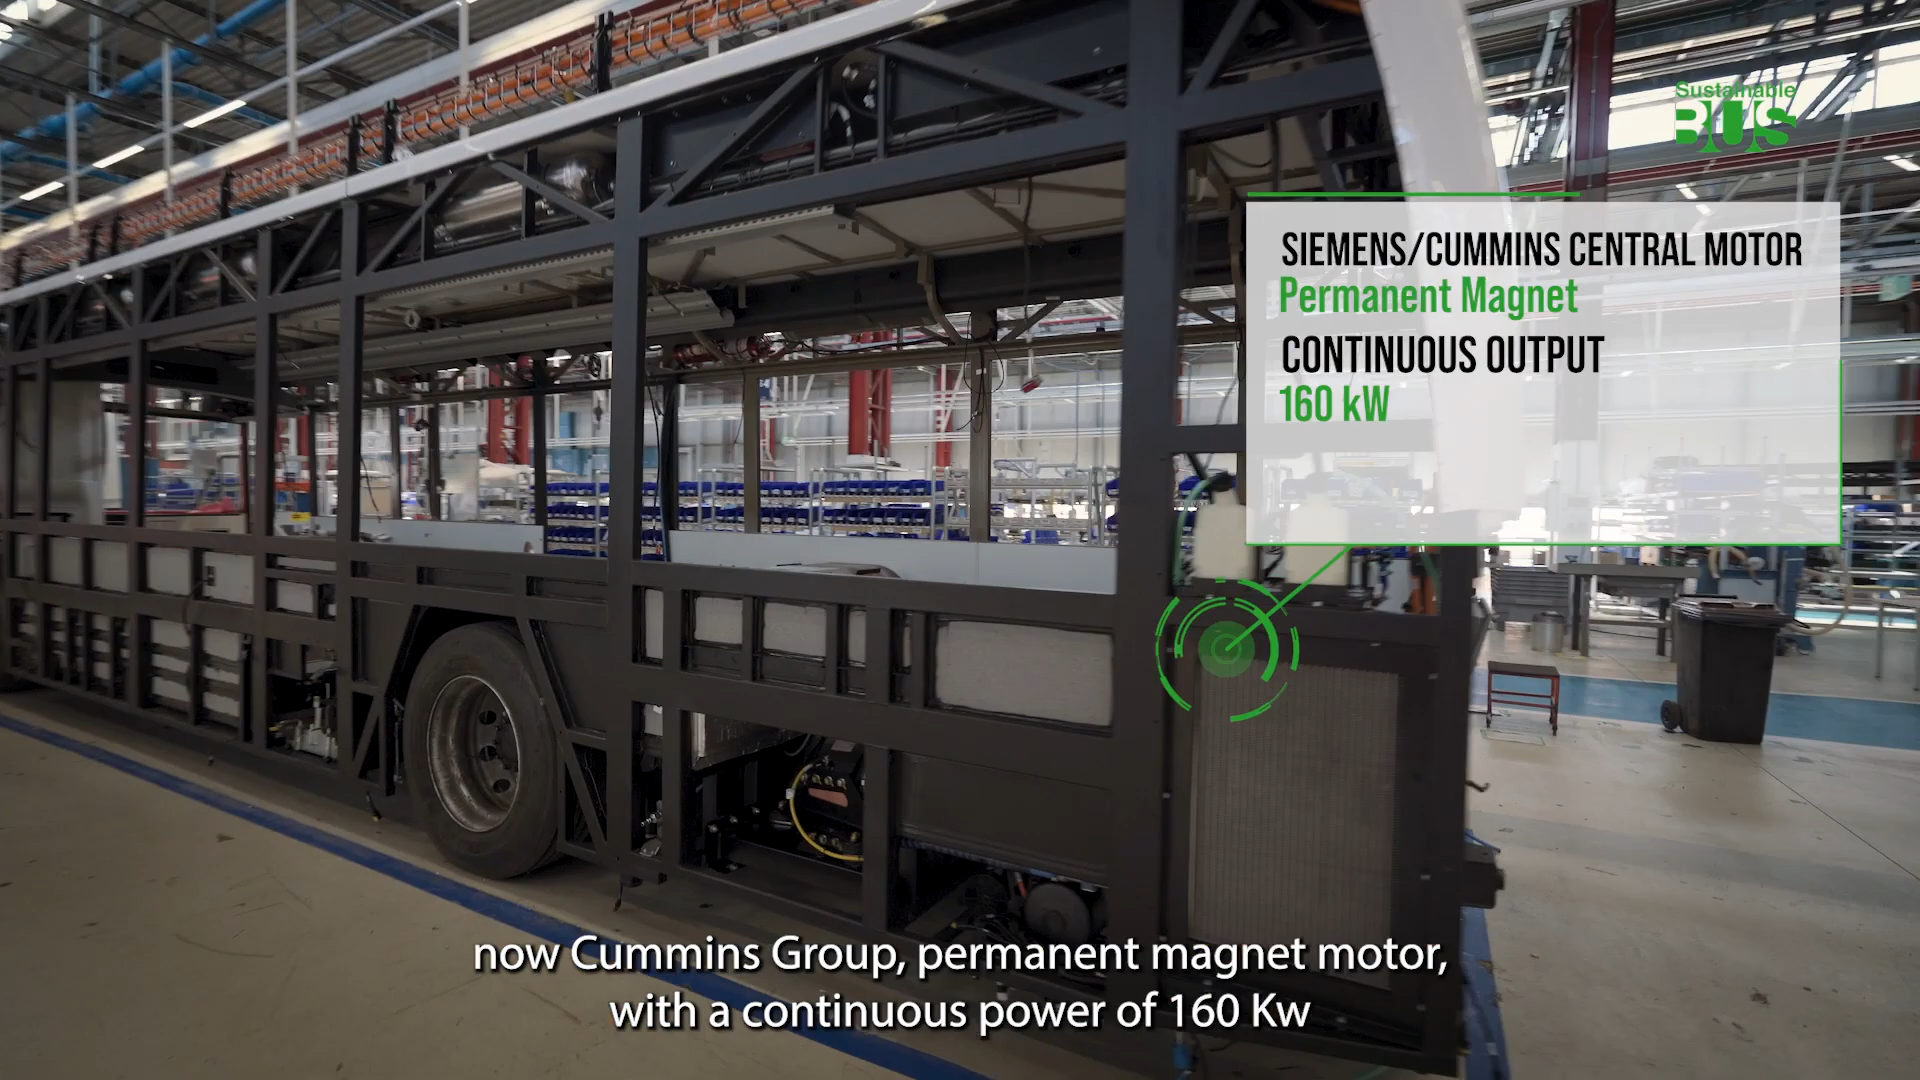 Sustainable
BUS
SIEMENS/CUMMINS CENTRAL MOTOR
Permanent Magnet
CONTINUOUS OUTPUT
160 kW
now Cummins Group, permanent magnet motor,
with a continuous power of 160 Kw